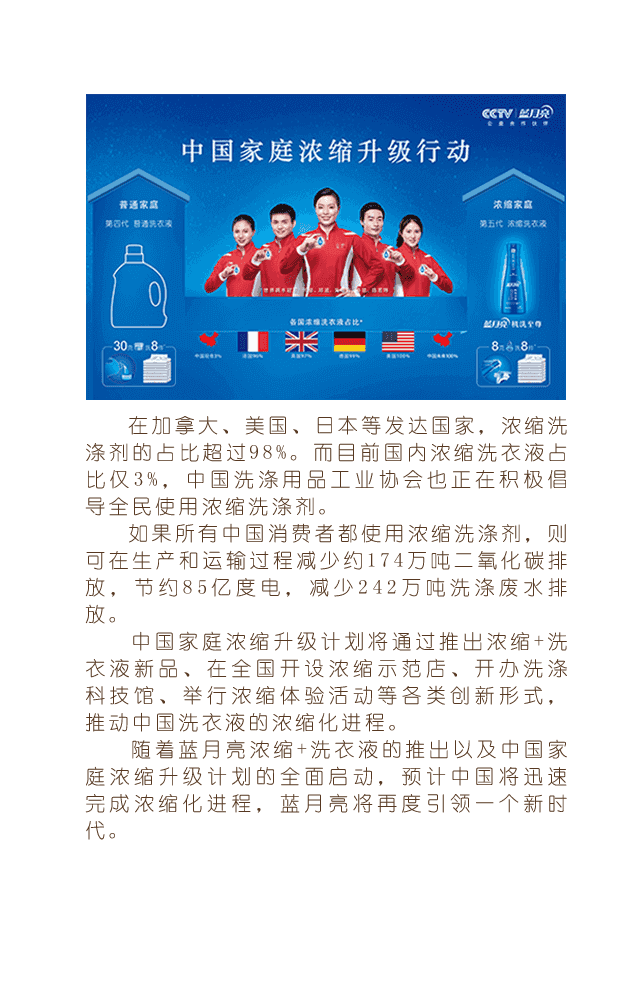 CCTV 蓝月亮
中国家庭浓缩升级行动
普通家庭
第四代 普通洗衣液
浓缩家庭
第五代 浓缩洗衣液
蓝月亮 机洗至尊
各国浓缩洗衣液占比*
30克 洗8件
中国现在3%
法国96%
英国97%
德国99%
美国100%
中国未来100%
8克 洗8件
在加拿大、美国、日本等发达国家，浓缩洗
涤剂的占比超过98%。而目前国内浓缩洗衣液占
比仅3%，中国洗涤用品工业协会也正在积极倡
导全民使用浓缩洗涤剂。
如果所有中国消费者都使用浓缩洗涤剂，则
可在生产和运输过程减少约174万吨二氧化碳排
放，节约85亿度电，减少242万吨洗涤废水排
放。
中国家庭浓缩升级计划将通过推出浓缩+洗
衣液新品、在全国开设浓缩示范店、开办洗涤
科技馆、举行浓缩体验活动等各类创新形式，
推动中国洗衣液的浓缩化进程。
随着蓝月亮浓缩+洗衣液的推出以及中国家
庭浓缩升级计划的全面启动，预计中国将迅速
完成浓缩化进程，蓝月亮将再度引领一个新时
代。